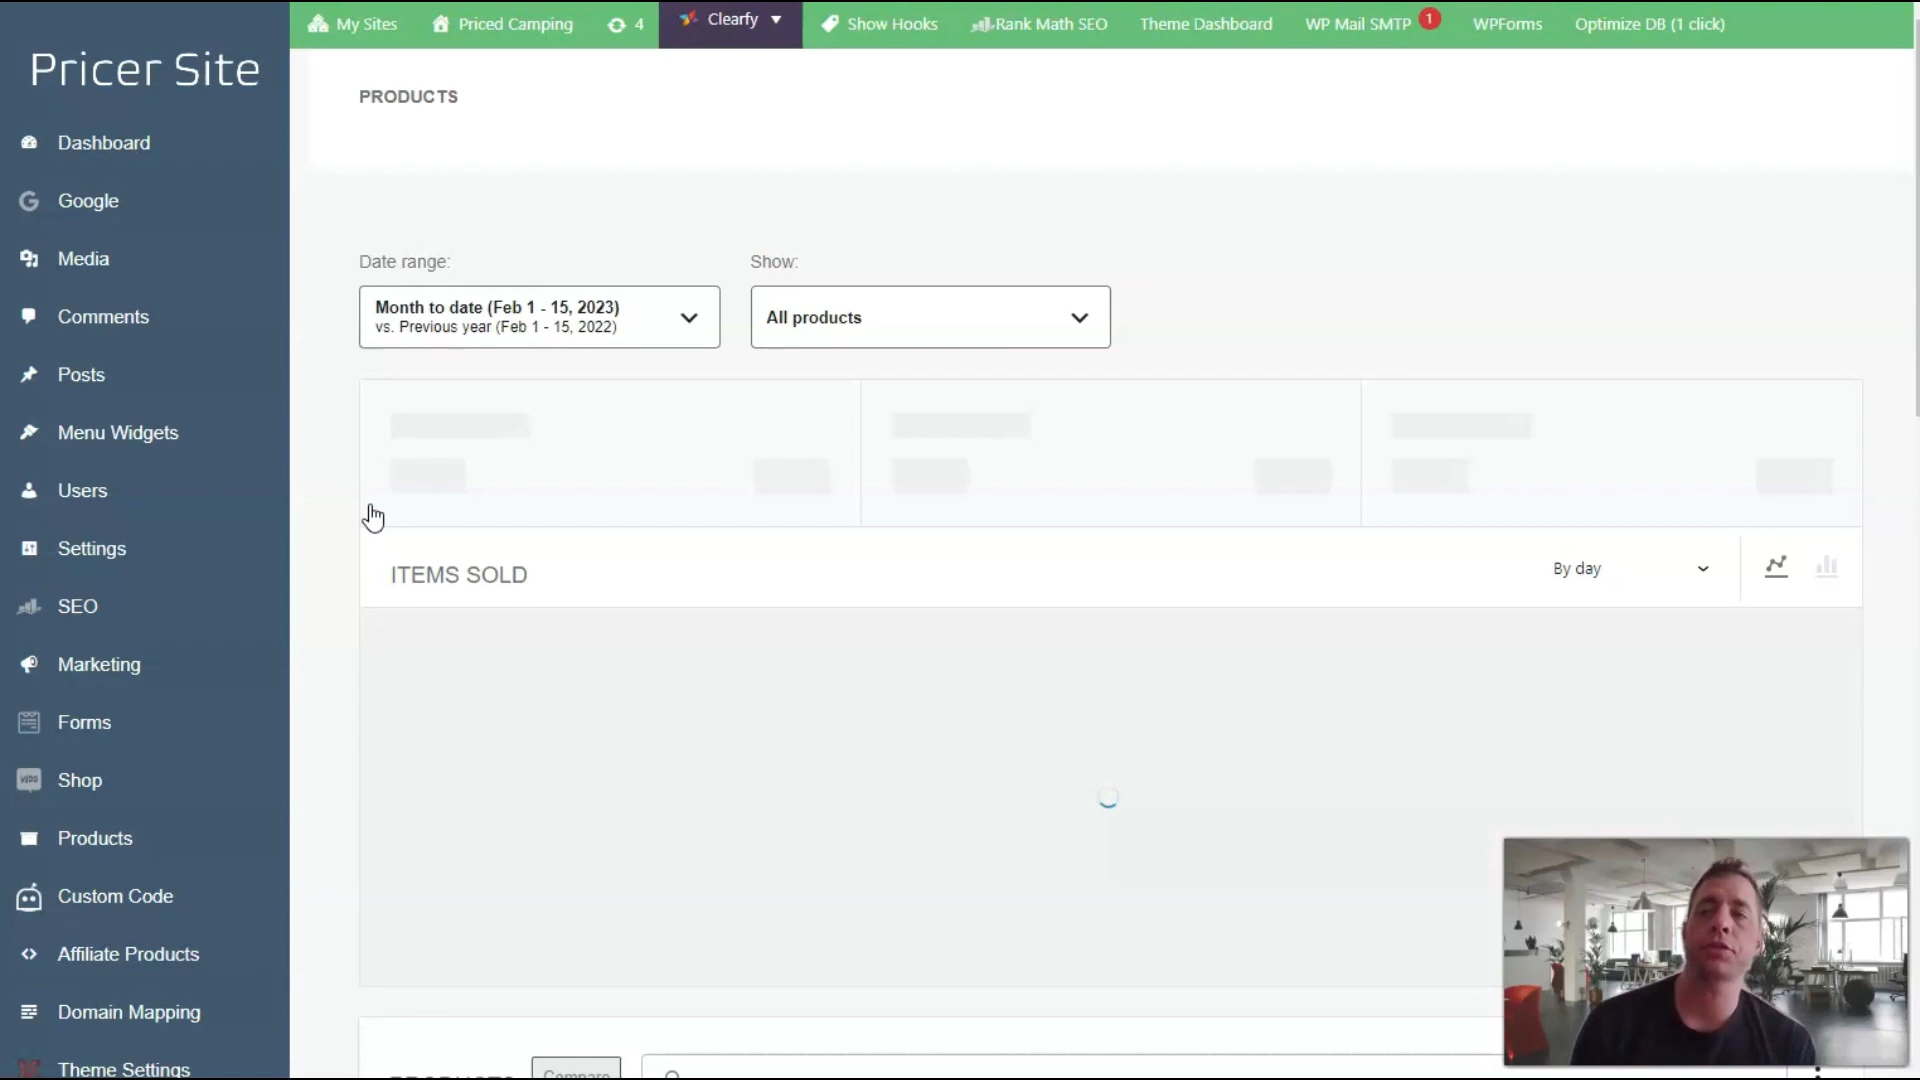 My Sites
Priced Camping
4
Clearfy ▼
Show Hooks
Rank Math SEO
Theme Dashboard
WP Mail SMTP 1
WPForms
Optimize DB (1 click)
Pricer Site
Dashboard
Google
Media
Comments
Posts
Menu Widgets
Users
Settings
SEO
Marketing
Forms
Shop
Products
Custom Code
Affiliate Products
Domain Mapping
Theme Settings
PRODUCTS
Date range:
Month to date (Feb 1 - 15, 2023)
vs. Previous year (Feb 1 - 15, 2022)
Show:
All products
ITEMS SOLD
By day
PRODUCTS
Compare